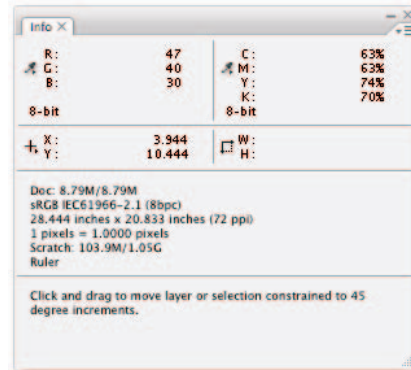 Info ×
R: 47 C: 63%
G: 40 M: 63%
B: 30 Y: 74%
K: 70%
8-bit 8-bit
X: 3.944 W:
Y: 10.444 H:
Doc: 8.79M/8.79M
sRGB IEC61966-2.1 (8bpc)
28.444 inches x 20.833 inches (72 ppi)
1 pixels = 1.0000 pixels
Scratch: 103.9M/1.05G
Ruler
Click and drag to move layer or selection constrained to 45
degree increments.